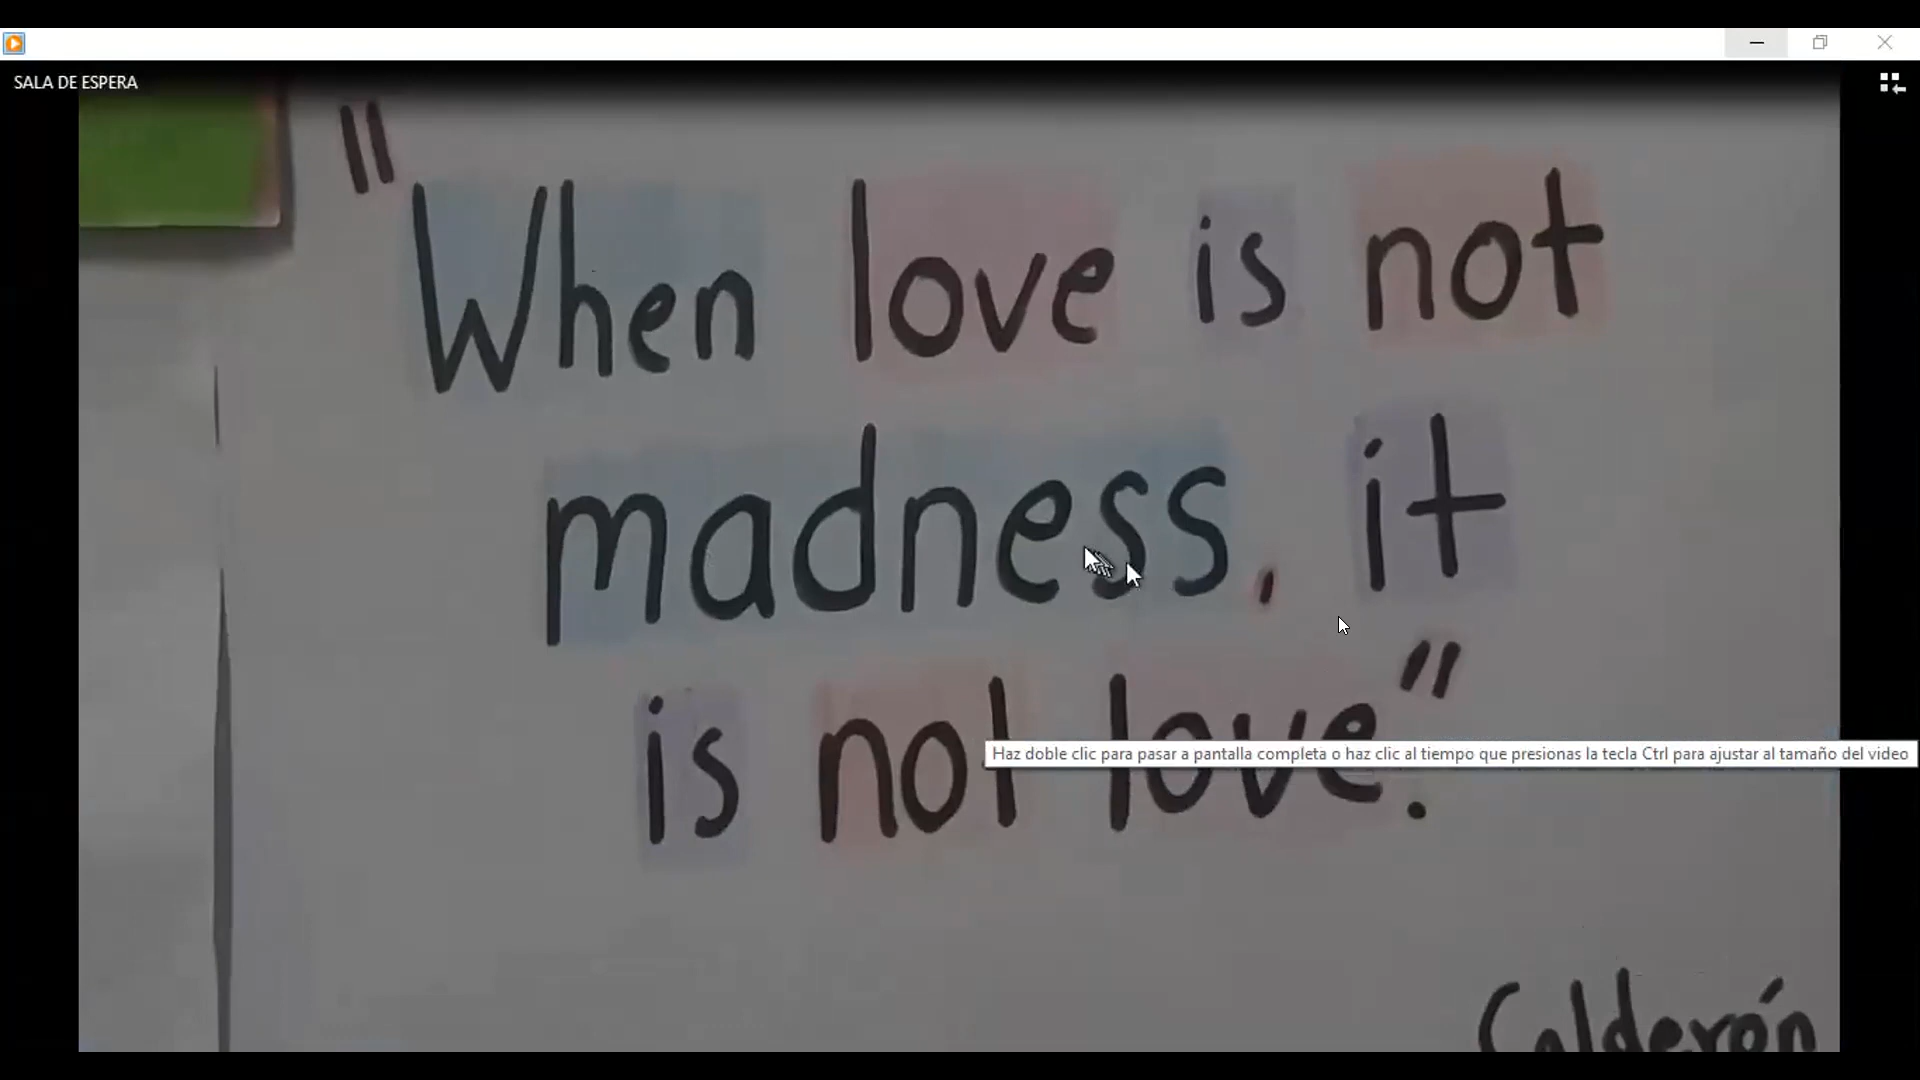 SALA DE ESPERA
"When love is not
madness, it
is not love."
Haz doble clic para pasar a pantalla completa o haz clic al tiempo que presionas la tecla Ctrl para ajustar al tamaño del video
Calderón